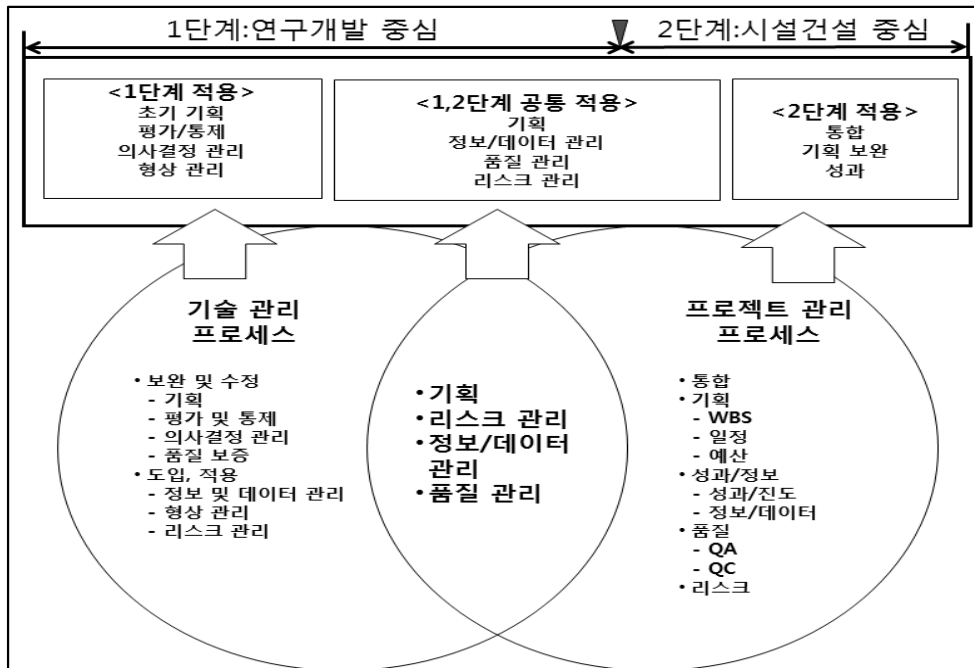 1단계:연구개발 중심
2단계:시설건설 중심
<1단계 적용>
초기 기획
평가/통제
의사결정 관리
형상 관리
<1,2단계 공통 적용>
기획
정보/데이터 관리
품질 관리
리스크 관리
<2단계 적용>
통합
기획 보완
성과
기술 관리
프로세스
• 보완 및 수정
- 기획
- 평가 및 통제
- 의사결정 관리
- 품질 보증
• 도입, 적용
- 정보 및 데이터 관리
- 형상 관리
- 리스크 관리
• 기획
• 리스크 관리
• 정보/데이터
관리
• 품질 관리
프로젝트 관리
프로세스
• 통합
• 기획
- WBS
- 일정
- 예산
• 성과/정보
- 성과/진도
- 정보/데이터
• 품질
- QA
- QC
• 리스크